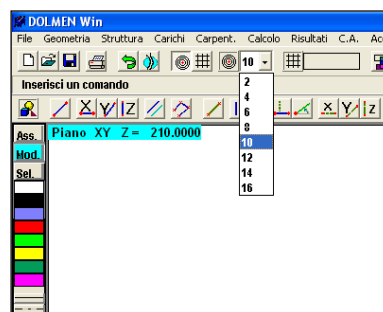 DOLMEN Win
File Geometria Struttura Carichi Carpent. Calcolo Risultati C.A.
10
Inserisci un comando
X Y Z X Y Z
Ass. Piano XY Z = 210.0000
Mod.
Sel.
2
4
6
8
10
12
14
16